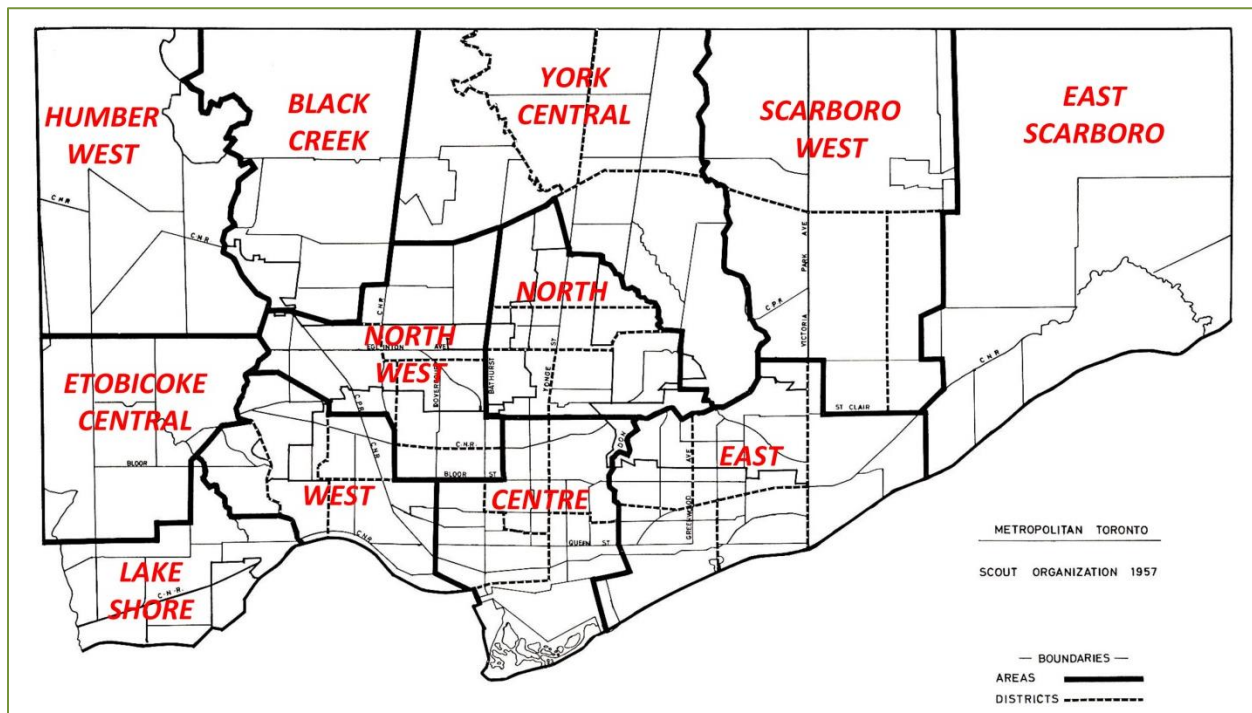 HUMBER
WEST
BLACK
CREEK
YORK
CENTRAL
SCARBORO
WEST
EAST
SCARBORO
C.N.R.
C.N.R.
C.N.R.
C.P.R.
VICTORIA PARK AVE
NORTH
NORTH
WEST
EGLINTON AVE
DOVERCOURT
BATHURST
YONGE ST
ETOBICOKE
CENTRAL
C.P.R.
C.N.R.
C.N.R.
ST CLAIR
C.N.R.
DON
BLOOR
BLOOR ST
WEST
CENTRE
EAST
GREENWOOD AVE
QUEEN ST
C.N.R.
LAKE
SHORE
C.N.R.
METROPOLITAN TORONTO
SCOUT ORGANIZATION 1957
— BOUNDARIES —
AREAS
DISTRICTS